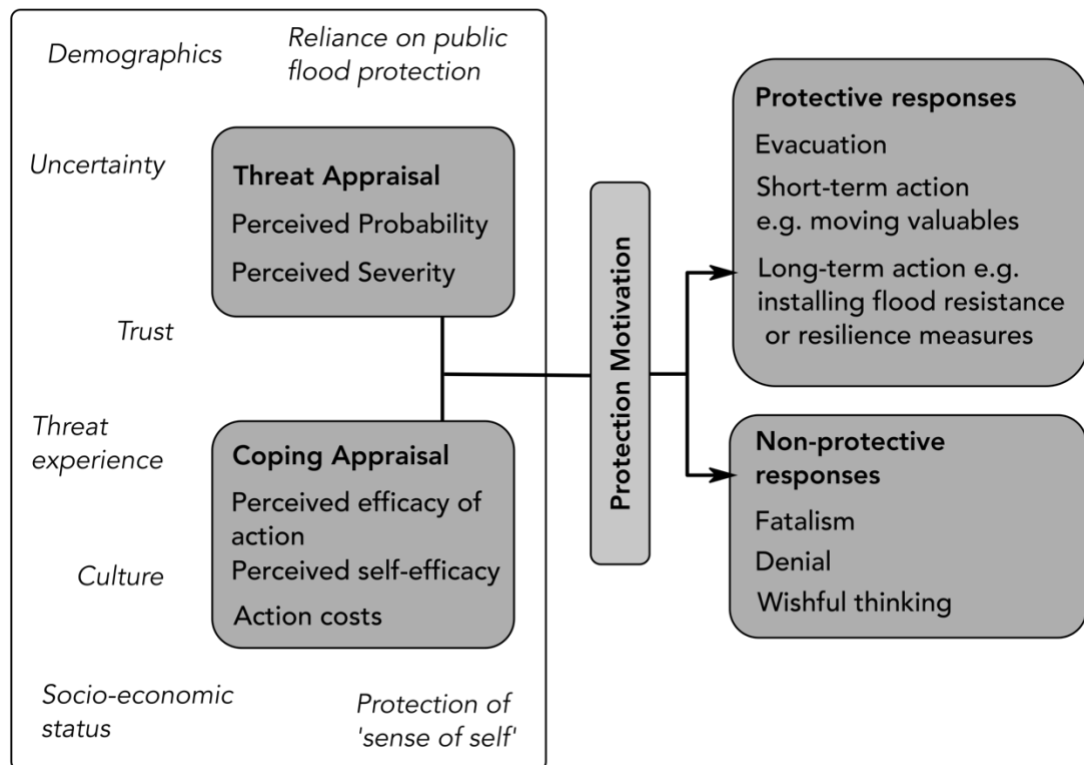 Demographics
Reliance on public
flood protection
Uncertainty
Threat Appraisal
Perceived Probability
Perceived Severity
Trust
Threat
experience
Coping Appraisal
Perceived efficacy of
action
Perceived self-efficacy
Action costs
Culture
Socio-economic
status
Protection of
'sense of self'
Protection Motivation
Protective responses
Evacuation
Short-term action
e.g. moving valuables
Long-term action e.g.
installing flood resistance
or resilience measures
Non-protective
responses
Fatalism
Denial
Wishful thinking